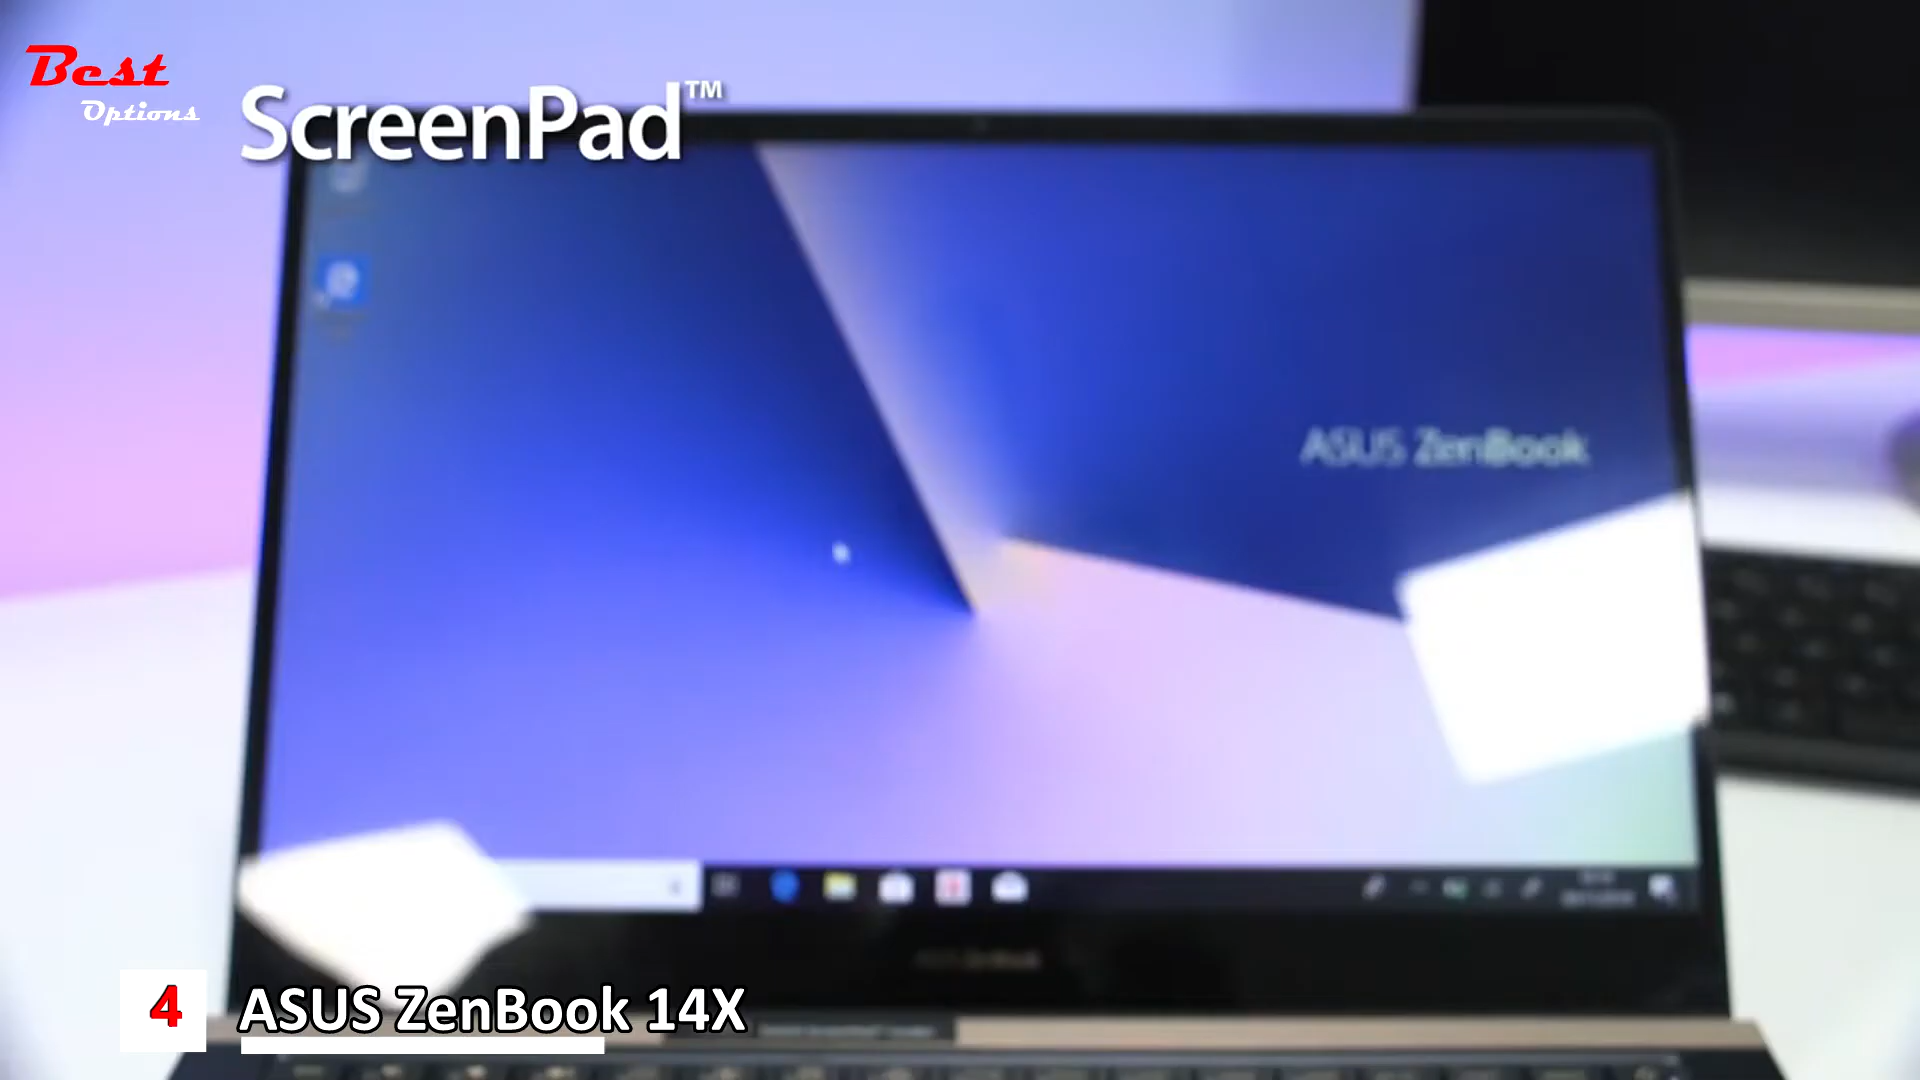 Best
Options
ScreenPad™
ASUS ZenBook
4
ASUS ZenBook 14X